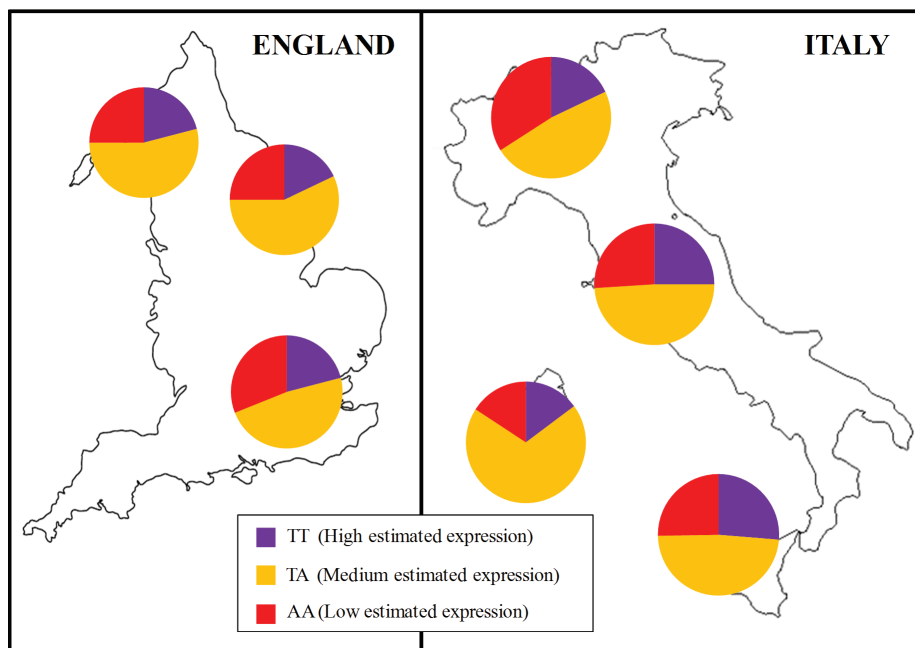 ENGLAND
ITALY
TT (High estimated expression)
TA (Medium estimated expression)
AA (Low estimated expression)